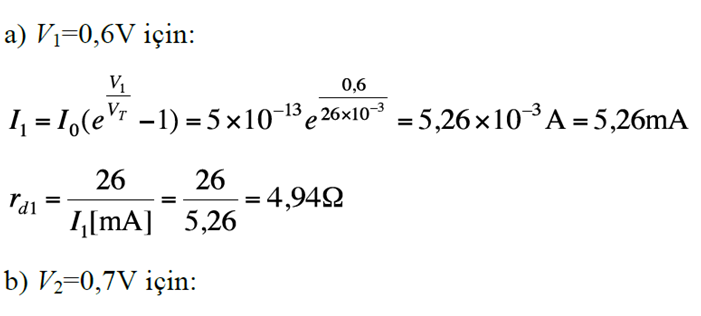 a) V₁=0,6V için:
I₁ = I₀(e^(V₁/V_T) −1) = 5×10⁻¹³ e^(0,6/(26×10⁻³)) = 5,26×10⁻³ A = 5,26mA
r_d1 = 26/I₁[mA] = 26/5,26 = 4,94Ω
b) V₂=0,7V için: